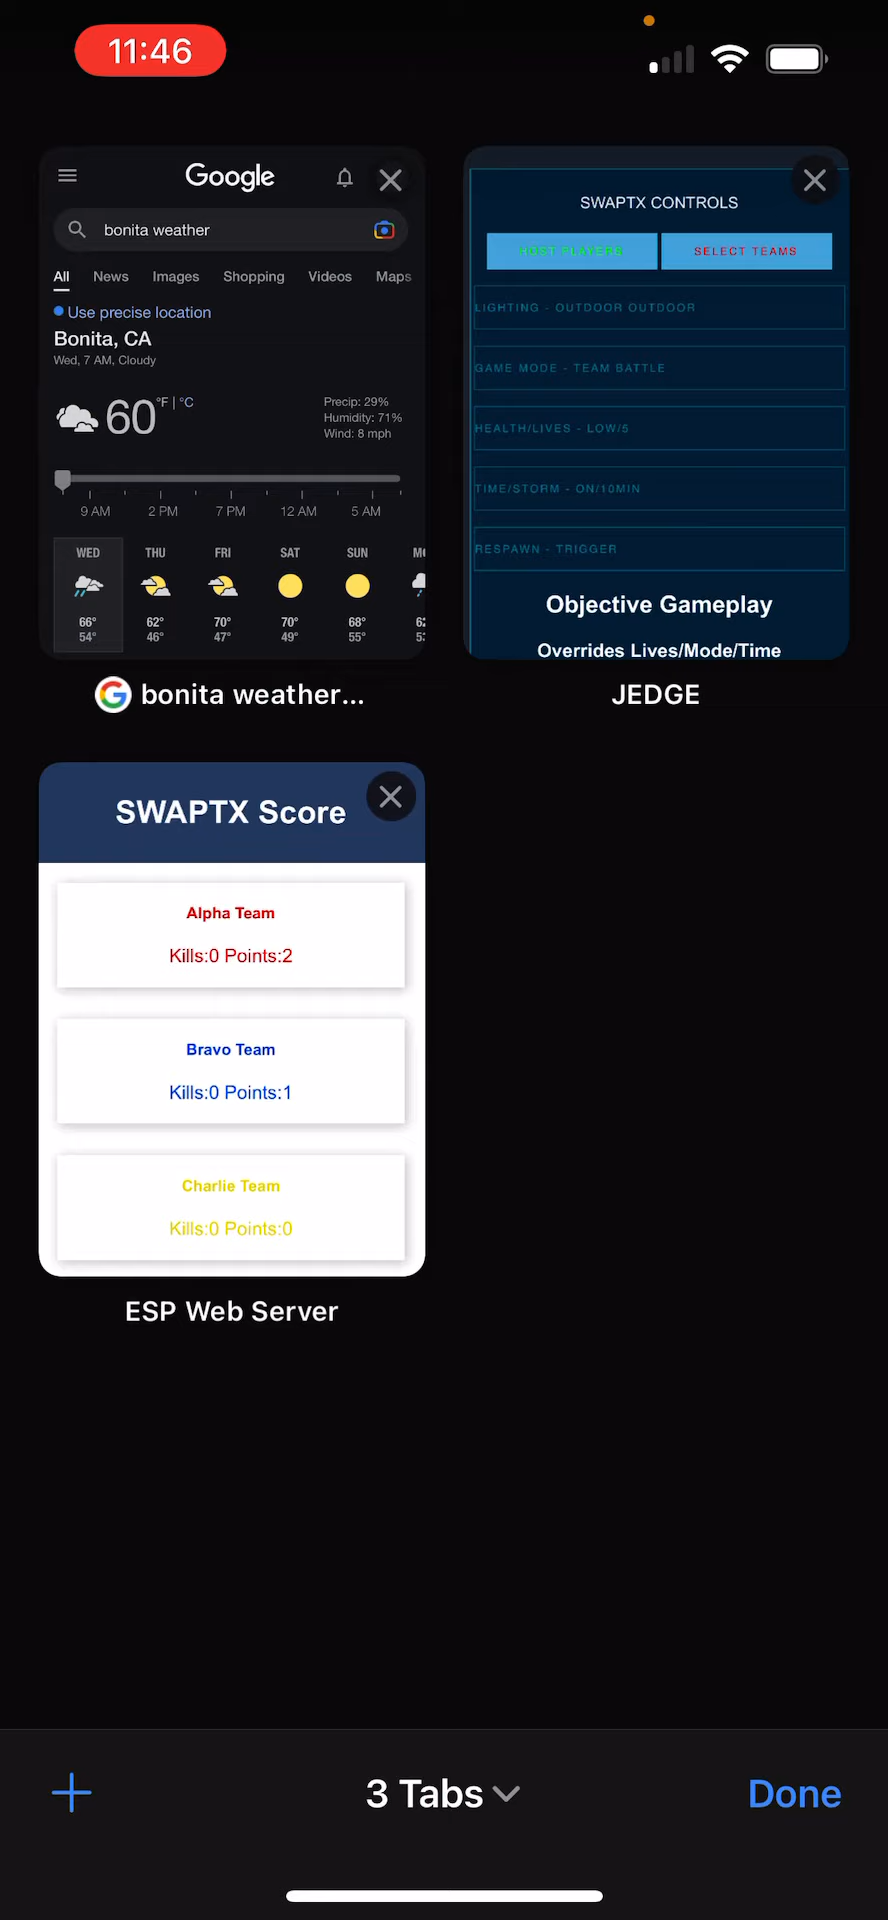 11:46
Google
bonita weather
All News Images Shopping Videos Maps
Use precise location
Bonita, CA
Wed, 7 AM, Cloudy
60 °F | °C
Precip: 29%
Humidity: 71%
Wind: 8 mph
9 AM 2 PM 7 PM 12 AM 5 AM
WED THU FRI SAT SUN
66° 62° 70° 70° 68°
54° 46° 47° 49° 55°
bonita weather...
SWAPTX CONTROLS
HOST PLAYERS SELECT TEAMS
LIGHTING - OUTDOOR OUTDOOR
GAME MODE - TEAM BATTLE
HEALTH/LIVES - LOW/5
TIME/STORM - ON/10MIN
RESPAWN - TRIGGER
Objective Gameplay
Overrides Lives/Mode/Time
JEDGE
SWAPTX Score
Alpha Team
Kills:0 Points:2
Bravo Team
Kills:0 Points:1
Charlie Team
Kills:0 Points:0
ESP Web Server
3 Tabs
Done